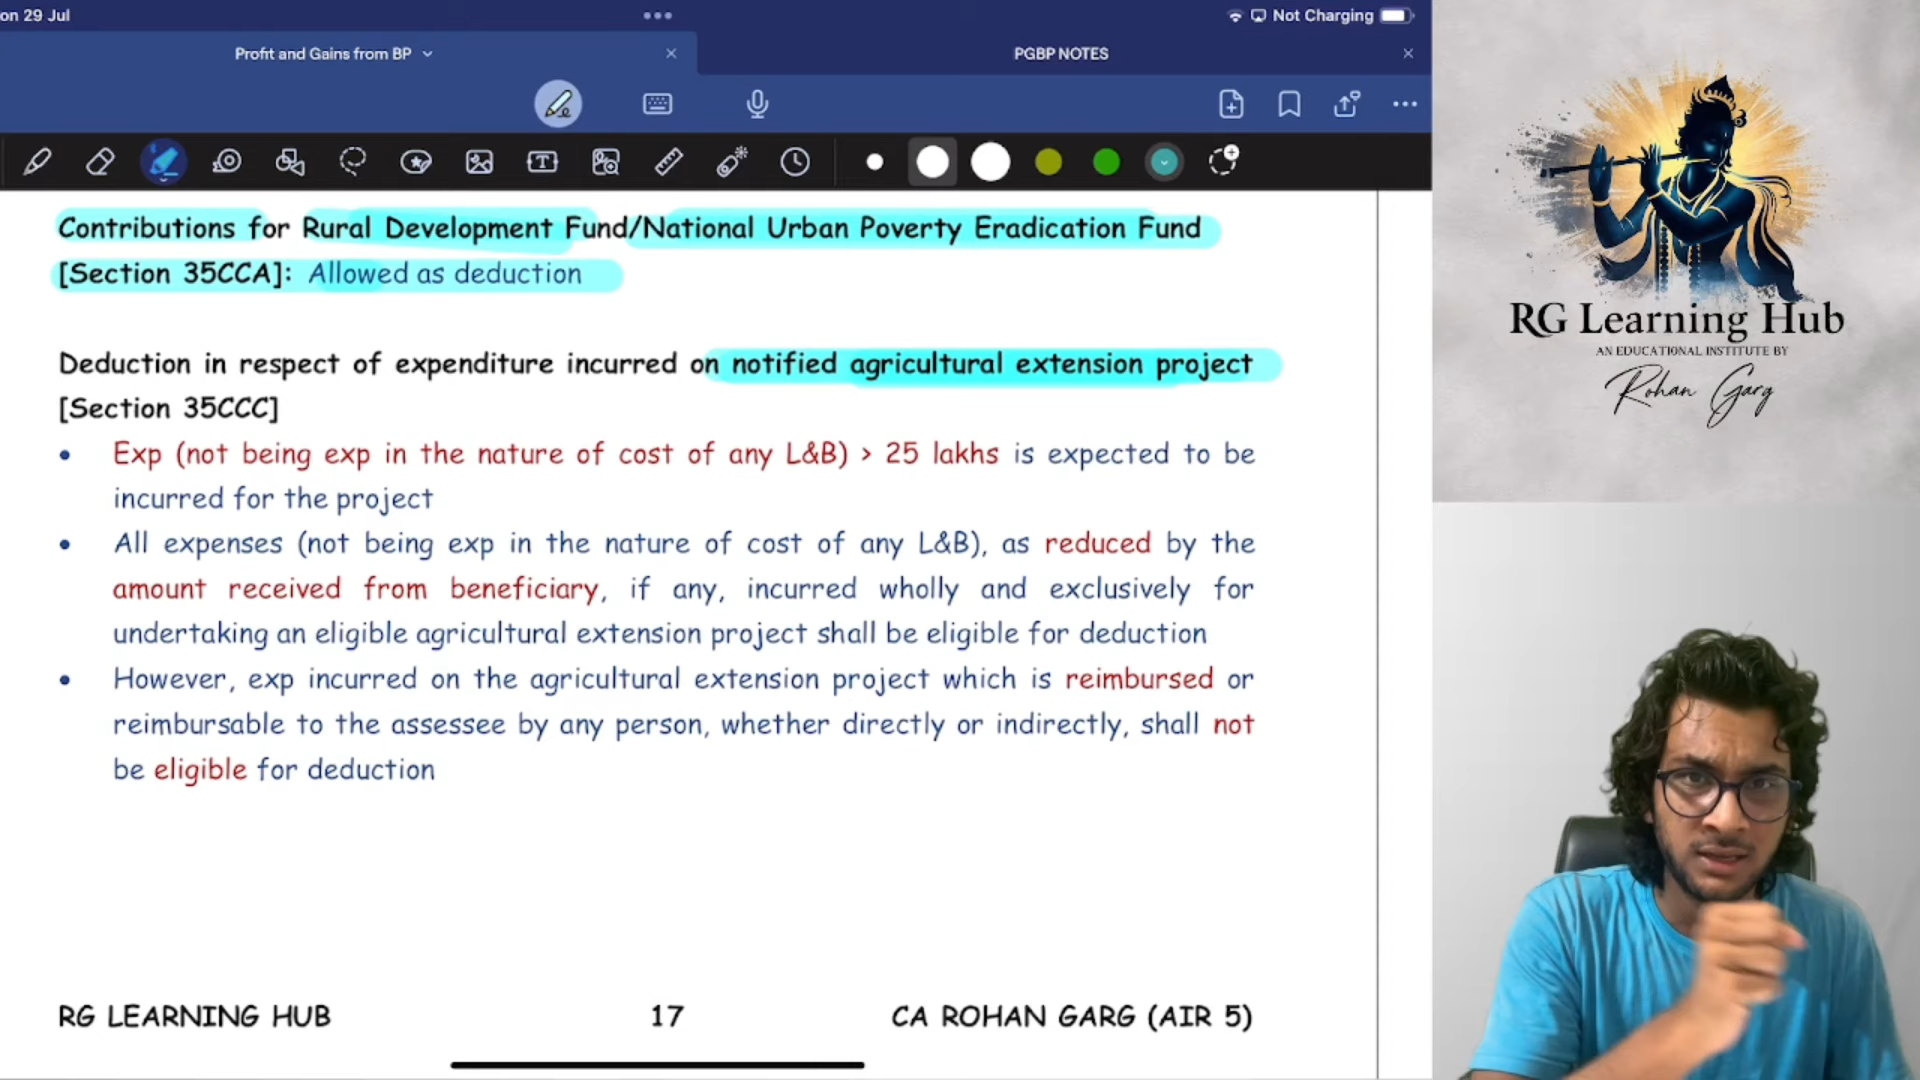 on 29 Jul
Not Charging
Profit and Gains from BP
PGBP NOTES
Contributions for Rural Development Fund/National Urban Poverty Eradication Fund
[Section 35CCA]: Allowed as deduction
Deduction in respect of expenditure incurred on notified agricultural extension project
[Section 35CCC]
• Exp (not being exp in the nature of cost of any L&B) > 25 lakhs is expected to be
incurred for the project
• All expenses (not being exp in the nature of cost of any L&B), as reduced by the
amount received from beneficiary, if any, incurred wholly and exclusively for
undertaking an eligible agricultural extension project shall be eligible for deduction
• However, exp incurred on the agricultural extension project which is reimbursed or
reimbursable to the assessee by any person, whether directly or indirectly, shall not
be eligible for deduction
RG LEARNING HUB 17 CA ROHAN GARG (AIR 5)
RG Learning Hub
AN EDUCATIONAL INSTITUTE BY
Rohan Garg